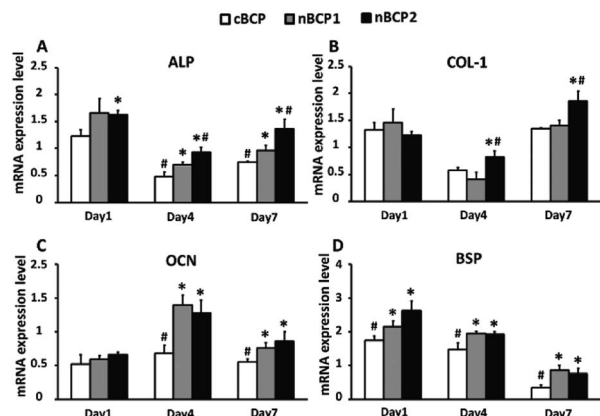 cBCP nBCP1 nBCP2
A
ALP
mRNA expression level
2.5
2
1.5
1
0.5
0
* # * *# # * *#
Day1 Day4 Day7
B
COL-1
mRNA expression level
2.5
2
1.5
1
0.5
0
*# *#
Day1 Day4 Day7
C
OCN
mRNA expression level
2.5
1.5
1
0.5
0
# * * # * *
Day1 Day4 Day7
D
BSP
mRNA expression level
4
3
2
1
0
# * * # * * # * *
Day1 Day4 Day7